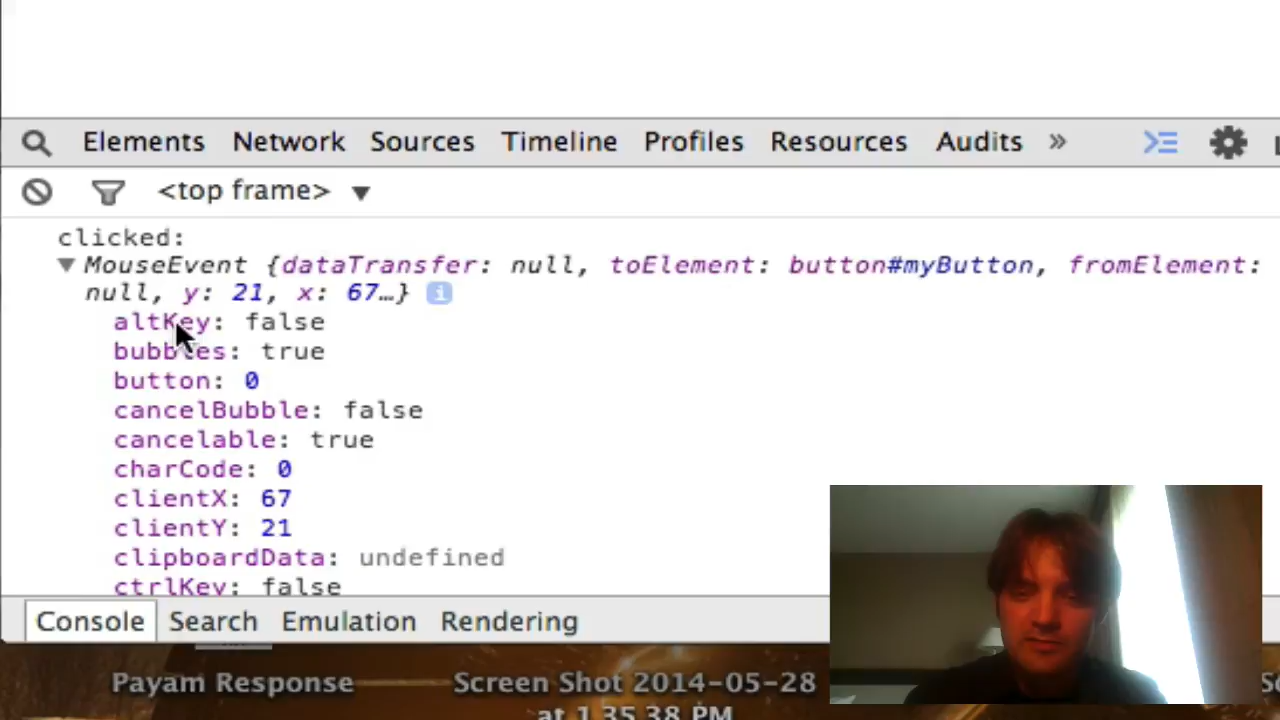 Elements Network Sources Timeline Profiles Resources Audits »
<top frame> ▼
clicked:
▼ MouseEvent {dataTransfer: null, toElement: button#myButton, fromElement:
null, y: 21, x: 67…} i
altKey: false
bubbles: true
button: 0
cancelBubble: false
cancelable: true
charCode: 0
clientX: 67
clientY: 21
clipboardData: undefined
ctrlKey: false
Console Search Emulation Rendering
Payam Response Screen Shot 2014-05-28
at 1.35.38 PM